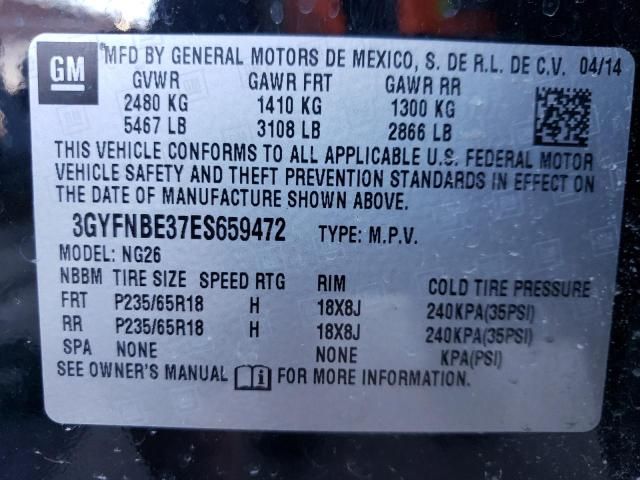 GM
MFD BY GENERAL MOTORS DE MEXICO, S. DE R.L. DE C.V. 04/14
GVWR GAWR FRT GAWR RR
2480 KG 1410 KG 1300 KG
5467 LB 3108 LB 2866 LB
THIS VEHICLE CONFORMS TO ALL APPLICABLE U.S. FEDERAL MOTOR
VEHICLE SAFETY AND THEFT PREVENTION STANDARDS IN EFFECT ON
THE DATE OF MANUFACTURE SHOWN ABOVE.
3GYFNBE37ES659472 TYPE: M.P.V.
MODEL: NG26
NBBM TIRE SIZE SPEED RTG RIM COLD TIRE PRESSURE
FRT P235/65R18 H 18X8J 240KPA(35PSI)
RR P235/65R18 H 18X8J 240KPA(35PSI)
SPA NONE NONE KPA(PSI)
SEE OWNER'S MANUAL FOR MORE INFORMATION.